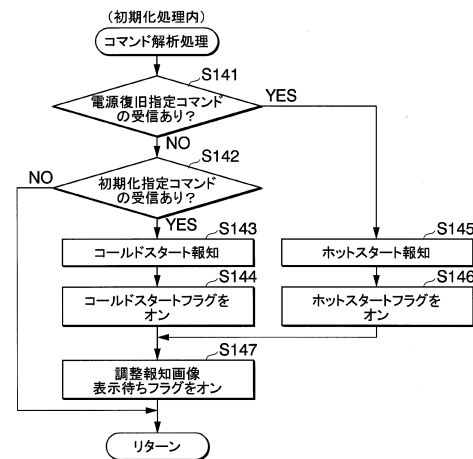 (初期化処理内)
コマンド解析処理
S141
電源復旧指定コマンド
の受信あり?
YES
NO
S142
NO
初期化指定コマンド
の受信あり?
YES
S143
コールドスタート報知
S145
ホットスタート報知
S144
コールドスタートフラグを
オン
S146
ホットスタートフラグを
オン
S147
調整報知画像
表示待ちフラグをオン
リターン